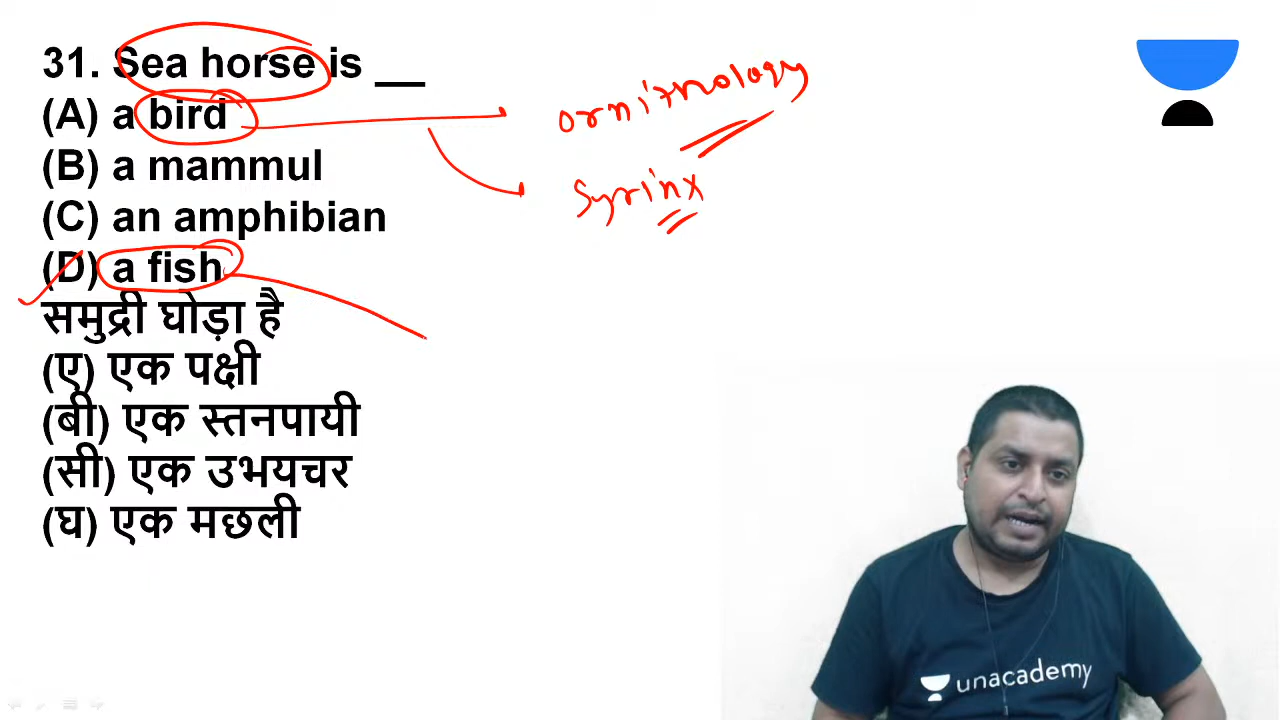 31. Sea horse is __
(A) a bird
ornithology
(B) a mammul
syrinx
(C) an amphibian
(D) a fish
समुद्री घोड़ा है
(ए) एक पक्षी
(बी) एक स्तनपायी
(सी) एक उभयचर
(घ) एक मछली
unacademy